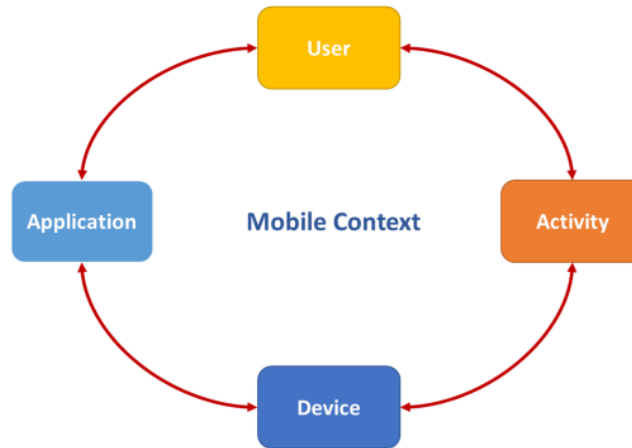 User
Application
Mobile Context
Activity
Device